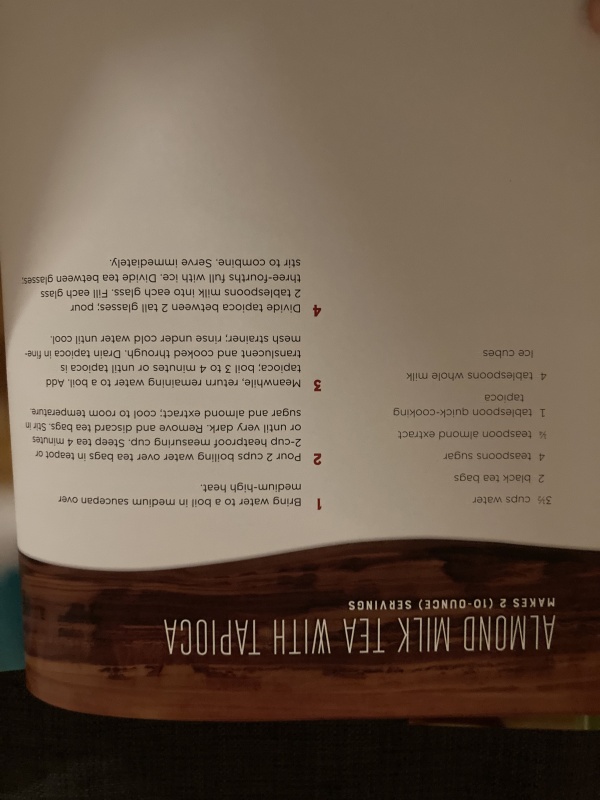 ALMOND MILK TEA WITH TAPIOCA
MAKES 2 (10-OUNCE) SERVINGS
3½ cups water
2 black tea bags
4 teaspoons sugar
¼ teaspoon almond extract
1 tablespoon quick-cooking
tapioca
4 tablespoons whole milk
Ice cubes
1 Bring water to a boil in medium saucepan over
medium-high heat.
2 Pour 2 cups boiling water over tea bags in teapot or
2-cup heatproof measuring cup. Steep tea 4 minutes
or until very dark. Remove and discard tea bags. Stir in
sugar and almond extract; cool to room temperature.
3 Meanwhile, return remaining water to a boil. Add
tapioca; boil 3 to 4 minutes or until tapioca is
translucent and cooked through. Drain tapioca in fine-
mesh strainer; rinse under cold water until cool.
4 Divide tapioca between 2 tall glasses; pour
2 tablespoons milk into each glass. Fill each glass
three-fourths full with ice. Divide tea between glasses;
stir to combine. Serve immediately.